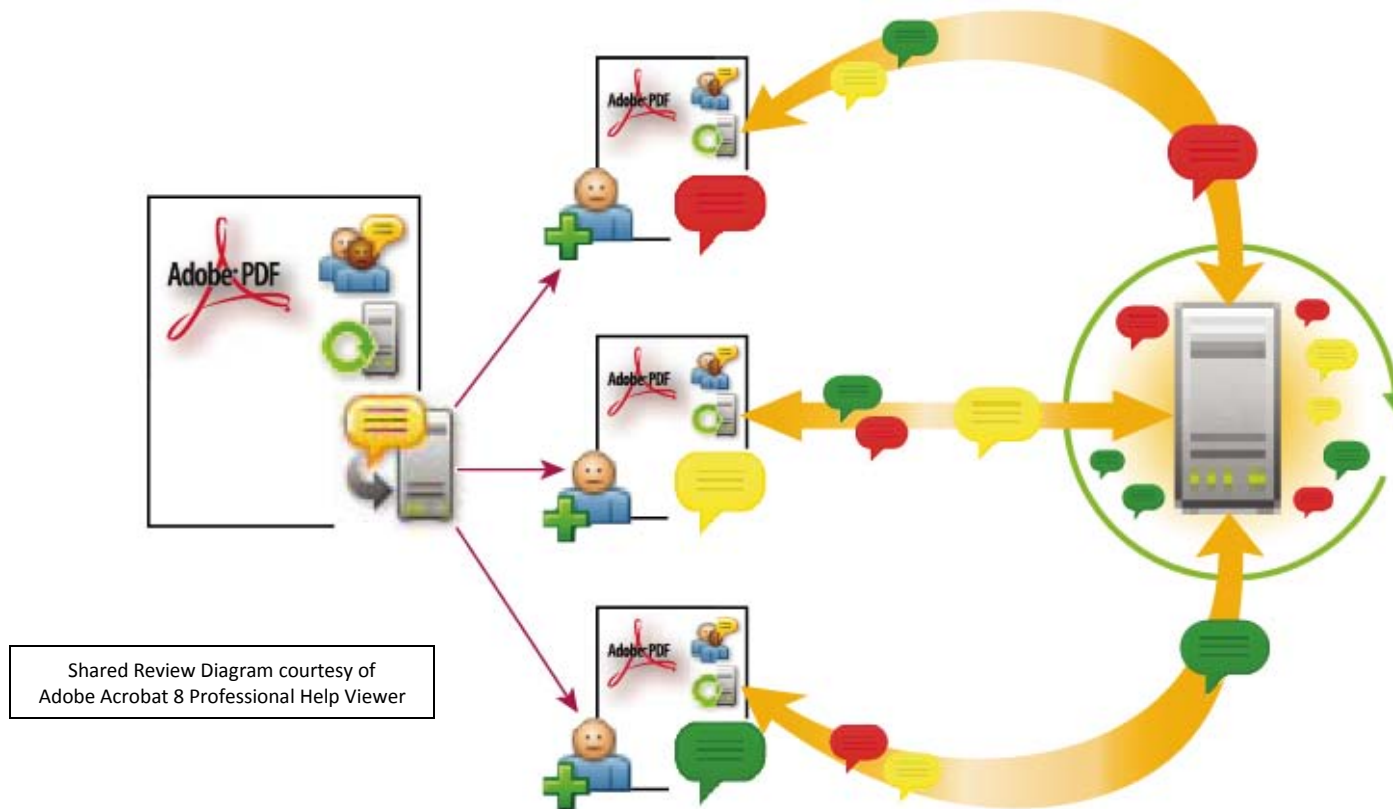 Adobe PDF
Adobe PDF
Adobe PDF
Adobe PDF
Shared Review Diagram courtesy of
Adobe Acrobat 8 Professional Help Viewer